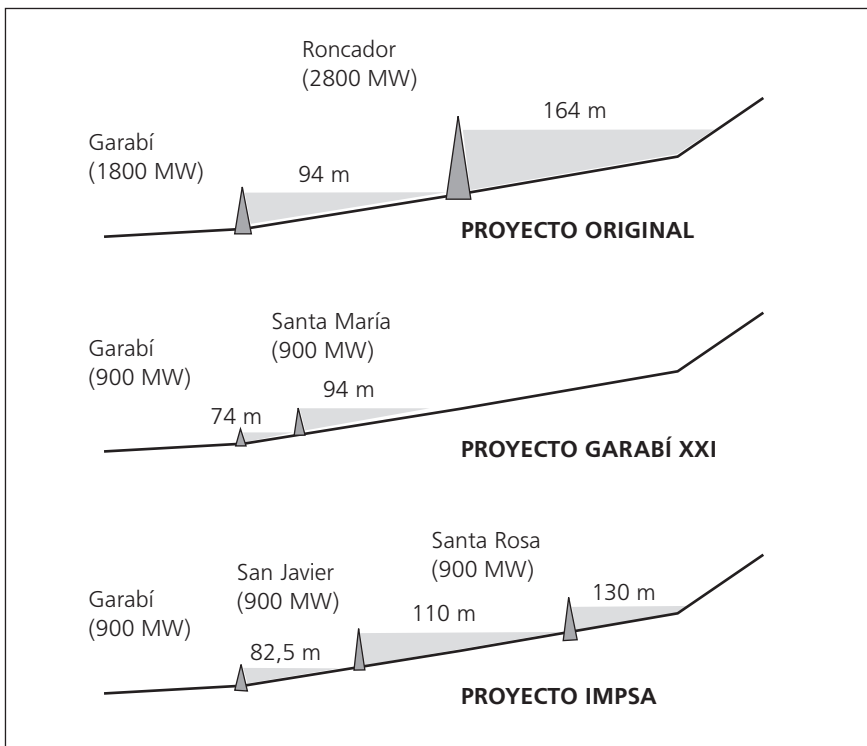 Roncador
(2800 MW)
164 m
Garabí
(1800 MW)
94 m
PROYECTO ORIGINAL
Santa María
(900 MW)
Garabí
(900 MW)
94 m
74 m
PROYECTO GARABÍ XXI
Santa Rosa
(900 MW)
San Javier
(900 MW)
130 m
Garabí
(900 MW)
110 m
82,5 m
PROYECTO IMPSA